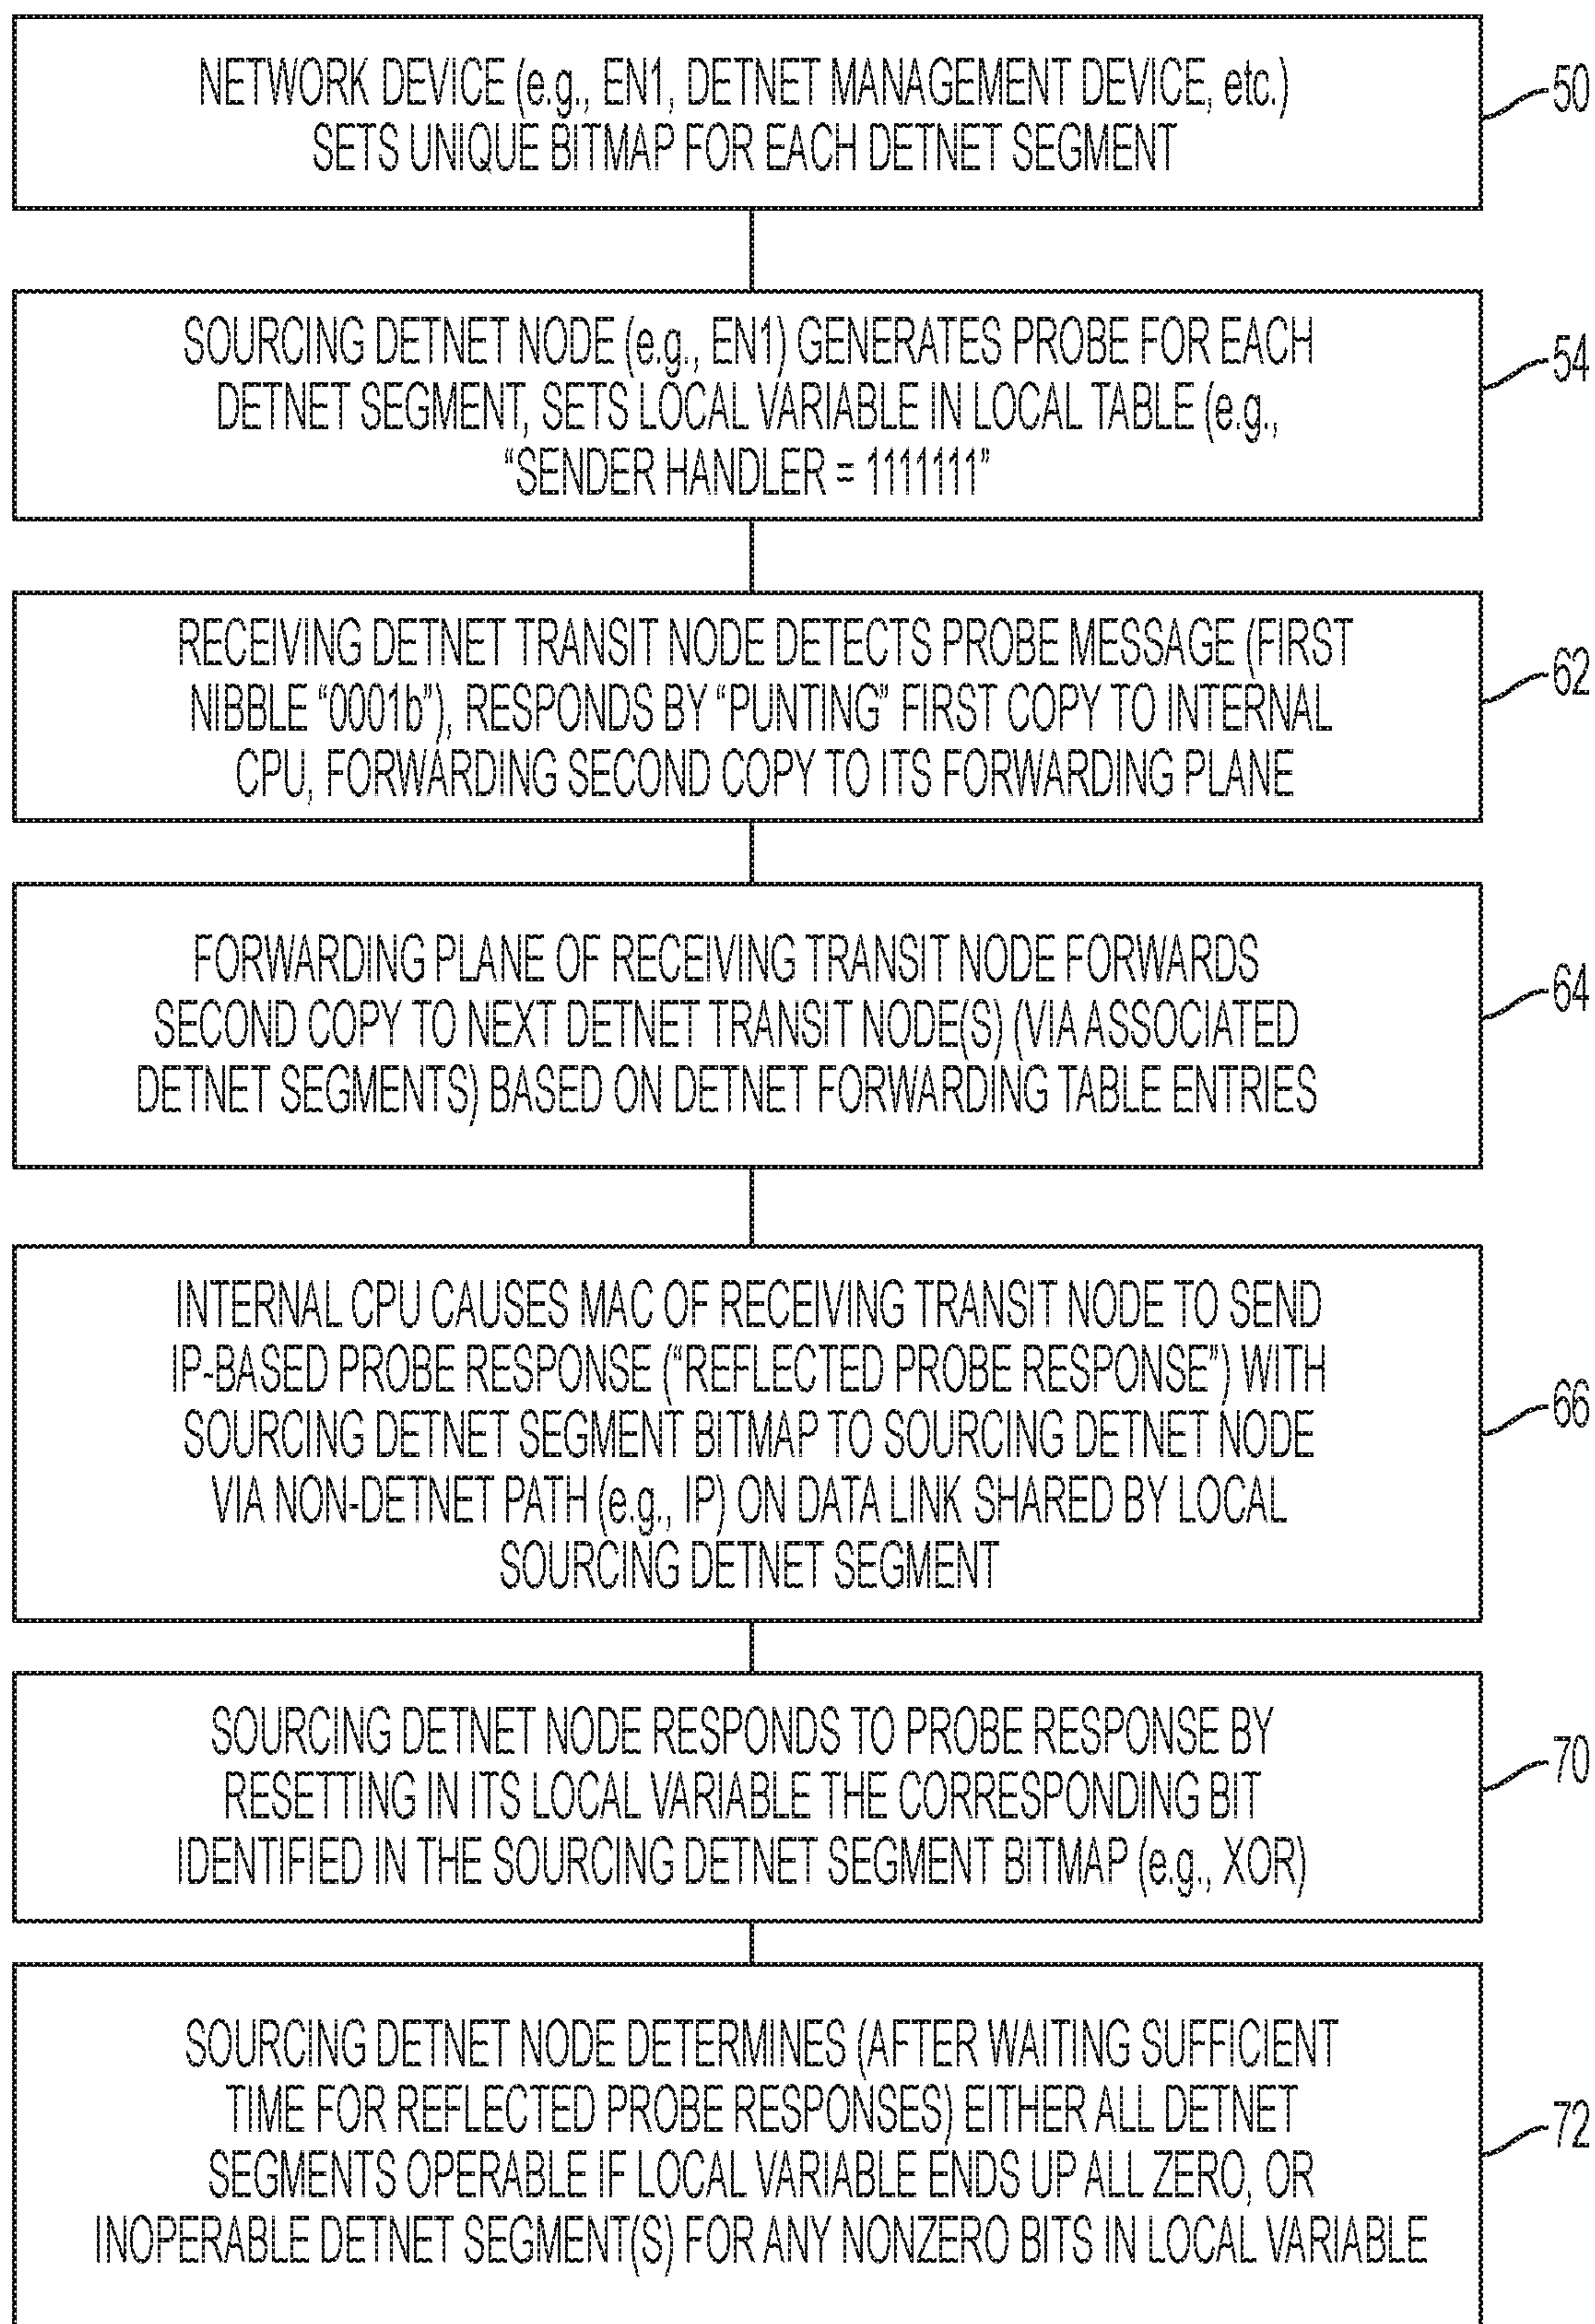 NETWORK DEVICE (e.g., EN1, DETNET MANAGEMENT DEVICE, etc.)
SETS UNIQUE BITMAP FOR EACH DETNET SEGMENT
50
SOURCING DETNET NODE (e.g., EN1) GENERATES PROBE FOR EACH
DETNET SEGMENT, SETS LOCAL VARIABLE IN LOCAL TABLE (e.g.,
“SENDER HANDLER = 1111111”
54
RECEIVING DETNET TRANSIT NODE DETECTS PROBE MESSAGE (FIRST
NIBBLE “0001b”), RESPONDS BY “PUNTING” FIRST COPY TO INTERNAL
CPU, FORWARDING SECOND COPY TO ITS FORWARDING PLANE
62
FORWARDING PLANE OF RECEIVING TRANSIT NODE FORWARDS
SECOND COPY TO NEXT DETNET TRANSIT NODE(S) (VIA ASSOCIATED
DETNET SEGMENTS) BASED ON DETNET FORWARDING TABLE ENTRIES
64
INTERNAL CPU CAUSES MAC OF RECEIVING TRANSIT NODE TO SEND
IP-BASED PROBE RESPONSE (“REFLECTED PROBE RESPONSE”) WITH
SOURCING DETNET SEGMENT BITMAP TO SOURCING DETNET NODE
VIA NON-DETNET PATH (e.g., IP) ON DATA LINK SHARED BY LOCAL
SOURCING DETNET SEGMENT
66
SOURCING DETNET NODE RESPONDS TO PROBE RESPONSE BY
RESETTING IN ITS LOCAL VARIABLE THE CORRESPONDING BIT
IDENTIFIED IN THE SOURCING DETNET SEGMENT BITMAP (e.g., XOR)
70
SOURCING DETNET NODE DETERMINES (AFTER WAITING SUFFICIENT
TIME FOR REFLECTED PROBE RESPONSES) EITHER ALL DETNET
SEGMENTS OPERABLE IF LOCAL VARIABLE ENDS UP ALL ZERO, OR
INOPERABLE DETNET SEGMENT(S) FOR ANY NONZERO BITS IN LOCAL VARIABLE
72